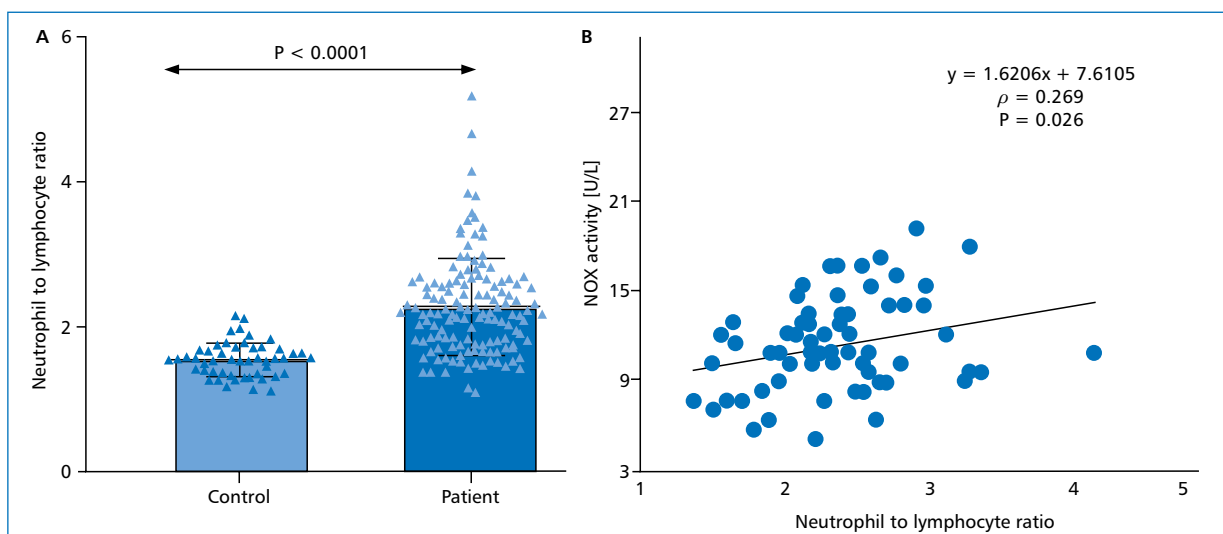 A
6
P < 0.0001
4
2
0
Neutrophil to lymphocyte ratio
Control
Patient
B
y = 1.6206x + 7.6105
ρ = 0.269
P = 0.026
27
21
15
9
3
NOX activity [U/L]
1 2 3 4 5
Neutrophil to lymphocyte ratio